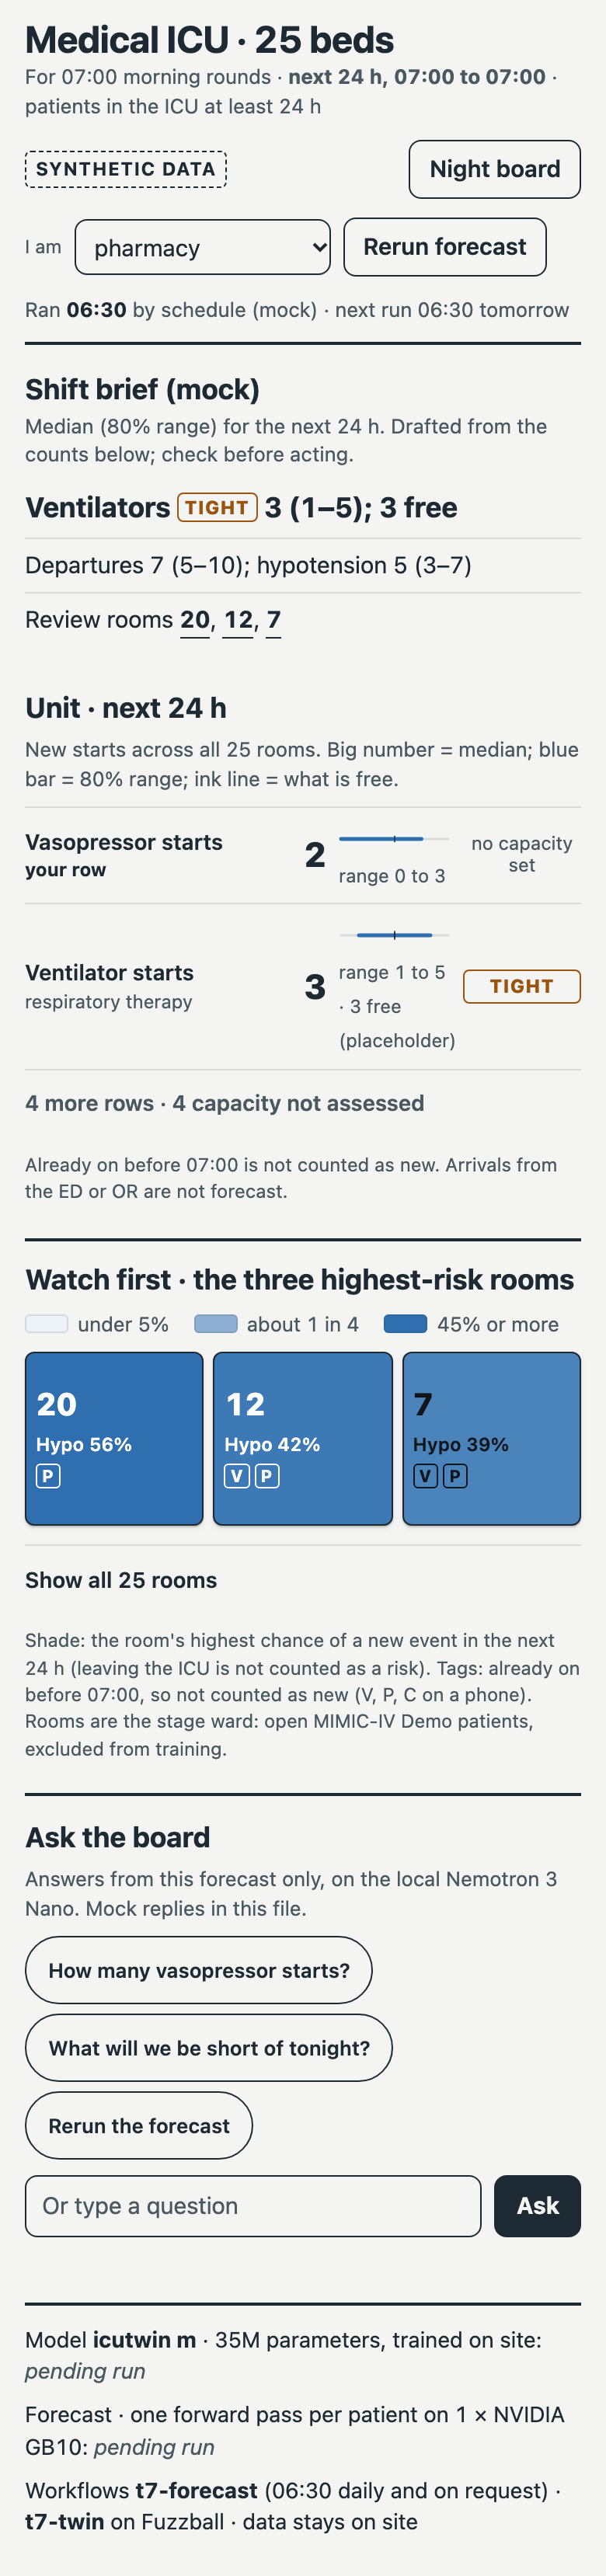 Medical ICU · 25 beds
For 07:00 morning rounds · next 24 h, 07:00 to 07:00 ·
patients in the ICU at least 24 h
SYNTHETIC DATA
Night board
I am
pharmacy
Rerun forecast
Ran 06:30 by schedule (mock) · next run 06:30 tomorrow
Shift brief (mock)
Median (80% range) for the next 24 h. Drafted from the
counts below; check before acting.
Ventilators TIGHT 3 (1–5); 3 free
Departures 7 (5–10); hypotension 5 (3–7)
Review rooms 20, 12, 7
Unit · next 24 h
New starts across all 25 rooms. Big number = median; blue
bar = 80% range; ink line = what is free.
Vasopressor starts
your row
2
range 0 to 3
no capacity
set
Ventilator starts
respiratory therapy
3
range 1 to 5
· 3 free
(placeholder)
TIGHT
4 more rows · 4 capacity not assessed
Already on before 07:00 is not counted as new. Arrivals from
the ED or OR are not forecast.
Watch first · the three highest-risk rooms
under 5%
about 1 in 4
45% or more
20
Hypo 56%
P
12
Hypo 42%
V P
7
Hypo 39%
V P
Show all 25 rooms
Shade: the room's highest chance of a new event in the next
24 h (leaving the ICU is not counted as a risk). Tags: already on
before 07:00, so not counted as new (V, P, C on a phone).
Rooms are the stage ward: open MIMIC-IV Demo patients,
excluded from training.
Ask the board
Answers from this forecast only, on the local Nemotron 3
Nano. Mock replies in this file.
How many vasopressor starts?
What will we be short of tonight?
Rerun the forecast
Or type a question
Ask
Model icutwin m · 35M parameters, trained on site:
pending run
Forecast · one forward pass per patient on 1 × NVIDIA
GB10: pending run
Workflows t7-forecast (06:30 daily and on request) ·
t7-twin on Fuzzball · data stays on site